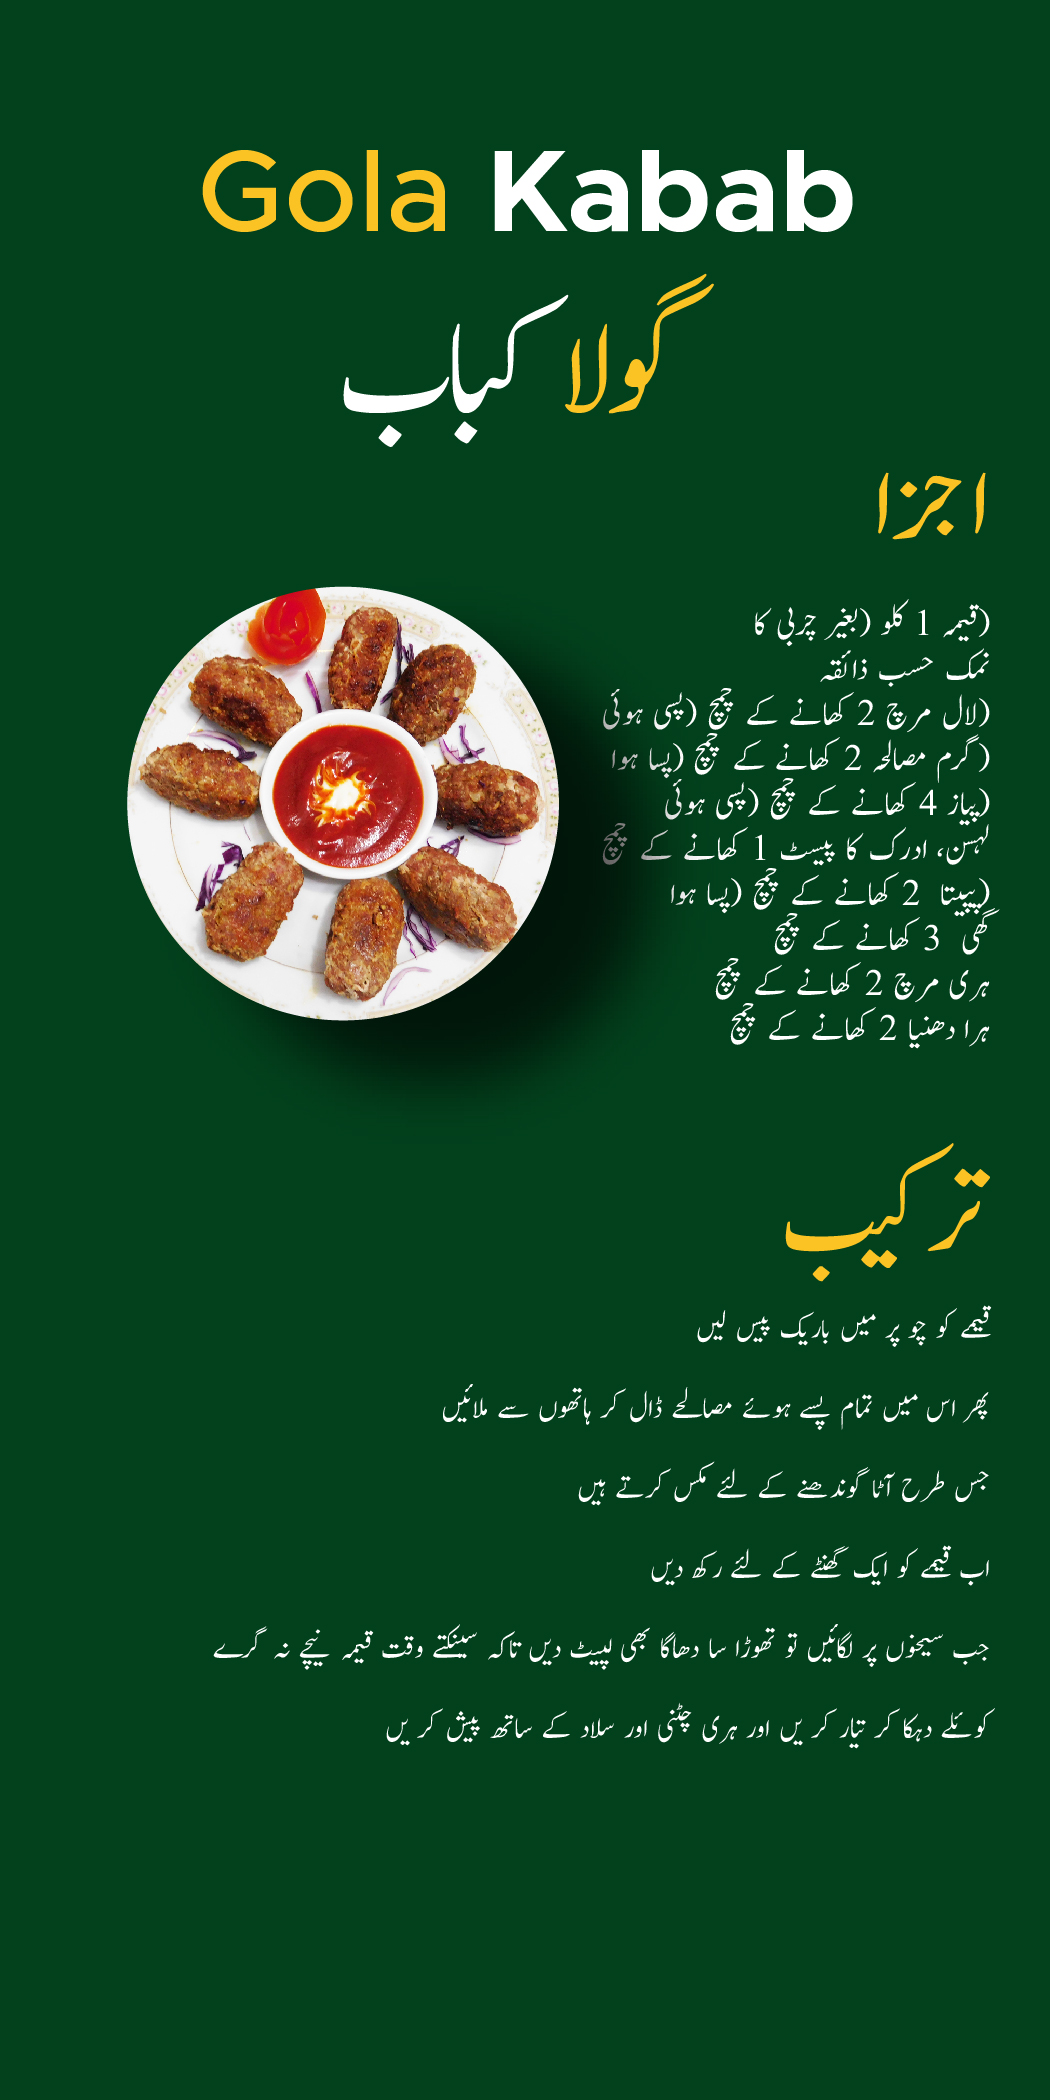 Gola Kabab
گولا کباب
اجزا
(قیمہ 1 کلو (بغیر چربی کا
نمک حسب ذائقہ
(لال مرچ 2 کھانے کے چمچ (پسی ہوئی
(گرم مصالحہ 2 کھانے کے چمچ (پسا ہوا
(پیاز 4 کھانے کے چمچ (پسی ہوئی
لہسن، ادرک کا پیسٹ 1 کھانے کے چمچ
(پپیتا 2 کھانے کے چمچ (پسا ہوا
گھی 3 کھانے کے چمچ
ہری مرچ 2 کھانے کے چمچ
ہرا دھنیا 2 کھانے کے چمچ
ترکیب
قیمے کو چو پر میں باریک پیس لیں
پھر اس میں تمام پسے ہوئے مصالحے ڈال کر ہاتھوں سے ملائیں
جس طرح آٹا گوندھنے کے لئے مکس کرتے ہیں
اب قیمے کو ایک گھنٹے کے لئے رکھ دیں
جب سیخوں پر لگائیں تو تھوڑا سا دھاگا بھی لپیٹ دیں تاکہ سینکتے وقت قیمہ نیچے نہ گرے
کوئلے دہکا کر تیار کر یں اور ہری چٹنی اور سلاد کے ساتھ پیش کر یں